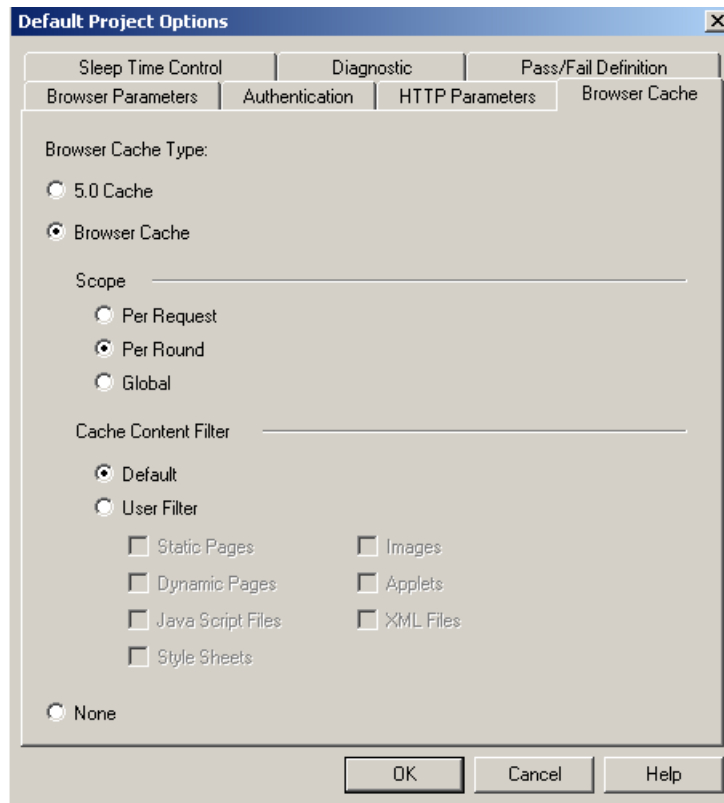 Default Project Options
Sleep Time Control Diagnostic Pass/Fail Definition
Browser Parameters Authentication HTTP Parameters Browser Cache
Browser Cache Type:
5.0 Cache
Browser Cache
Scope
Per Request
Per Round
Global
Cache Content Filter
Default
User Filter
Static Pages Images
Dynamic Pages Applets
Java Script Files XML Files
Style Sheets
None
OK Cancel Help